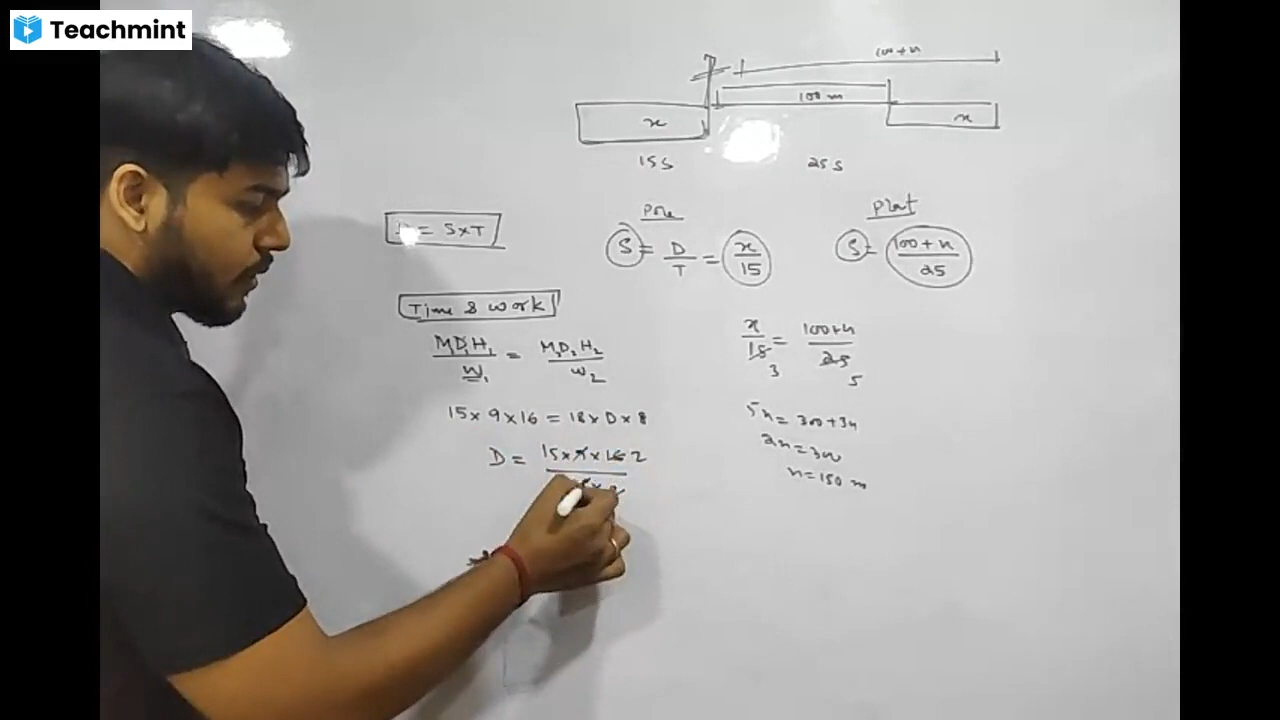 Teachmint
100+x
100 m
x
x
15 s
25 s
Pole
Plat
= S×T
S = D/T = x/15
S = 100+x/25
Time & work
M₁D₁H₁/W₁ = M₂D₂H₂/W₂
x/15 = 100+x/25
3
5
15 × 9 × 16 = 18 × D × 8
5x = 300 + 3x
2x = 300
x = 150 m
D = 15 × 9 × 16 2